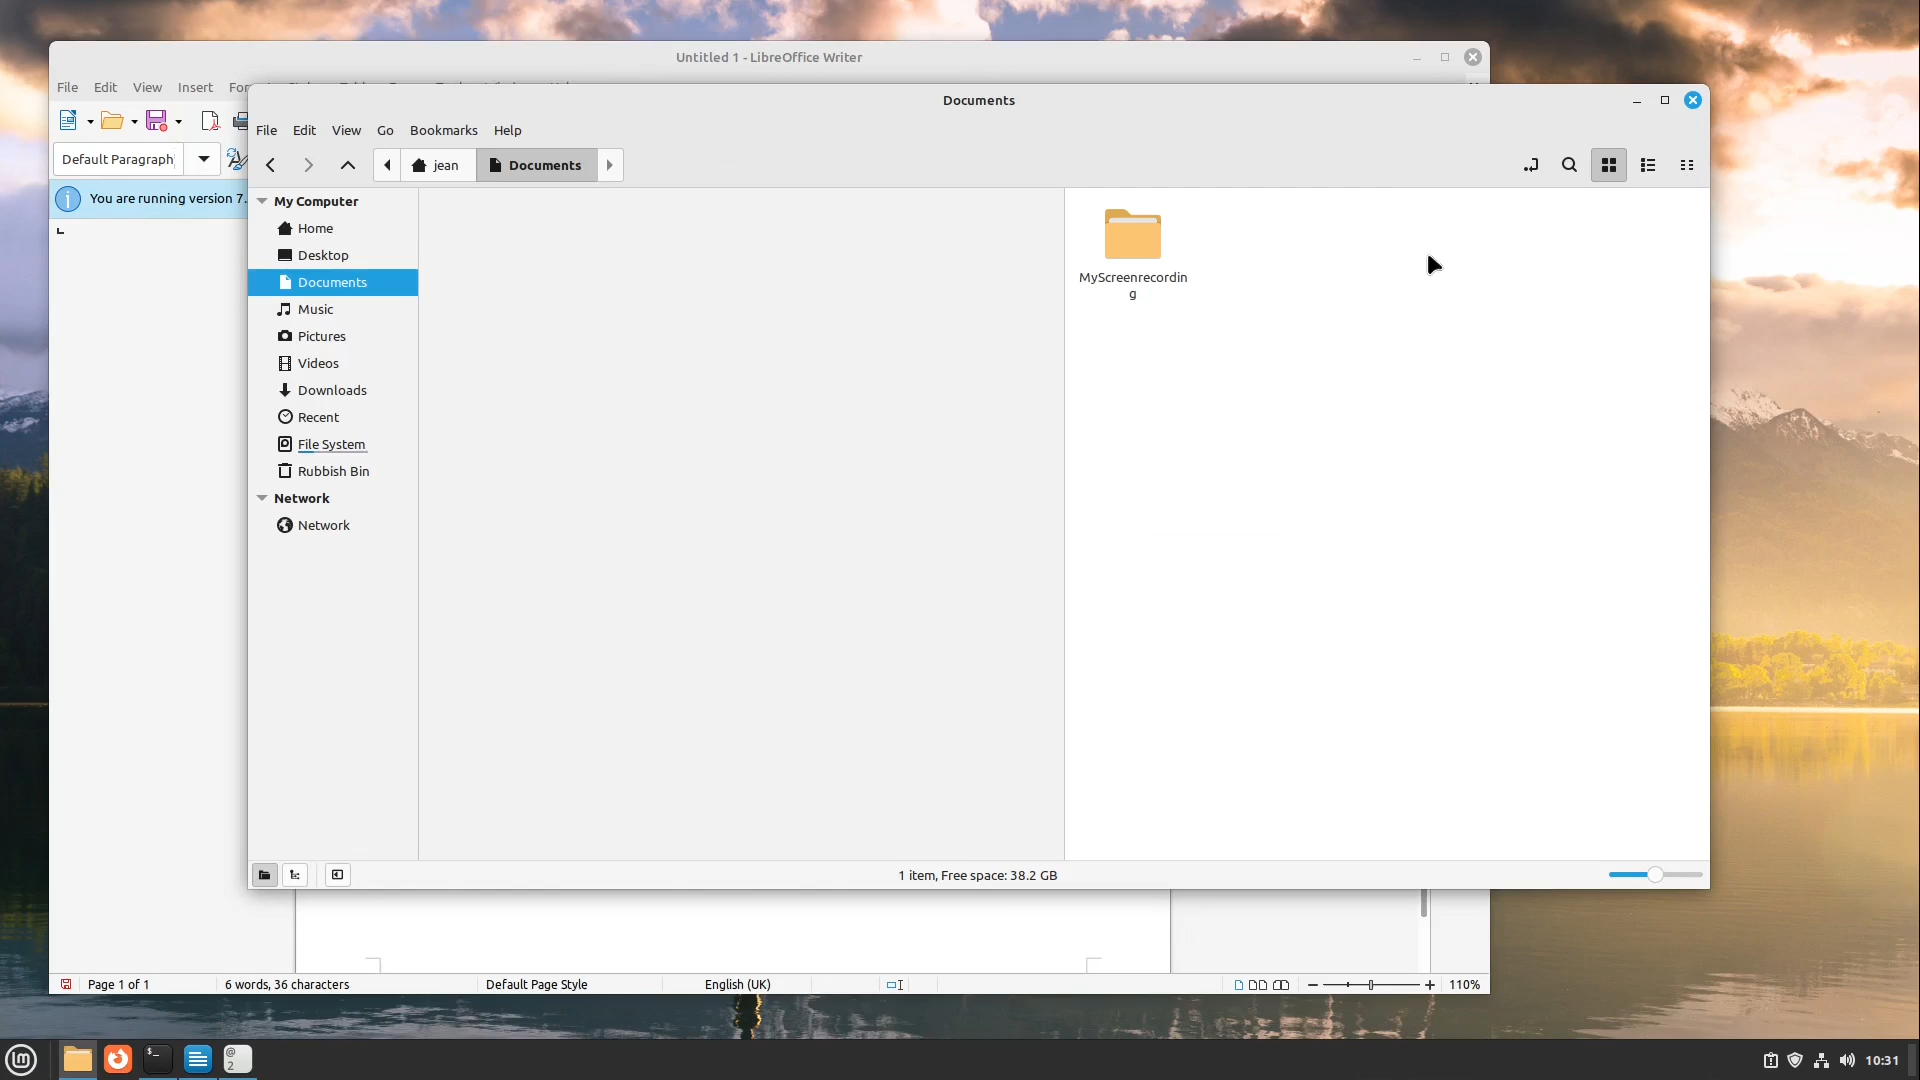 Untitled 1 - LibreOffice Writer
File Edit View Insert
Documents
File Edit View Go Bookmarks Help
Default Paragraph
jean
Documents
You are running version 7.
My Computer
Home
Desktop
Documents
Music
Pictures
Videos
Downloads
Recent
File System
Rubbish Bin
Network
Network
MyScreenrecordin
g
1 item, Free space: 38.2 GB
Page 1 of 1
6 words, 36 characters
Default Page Style
English (UK)
110%
@
2
10:31